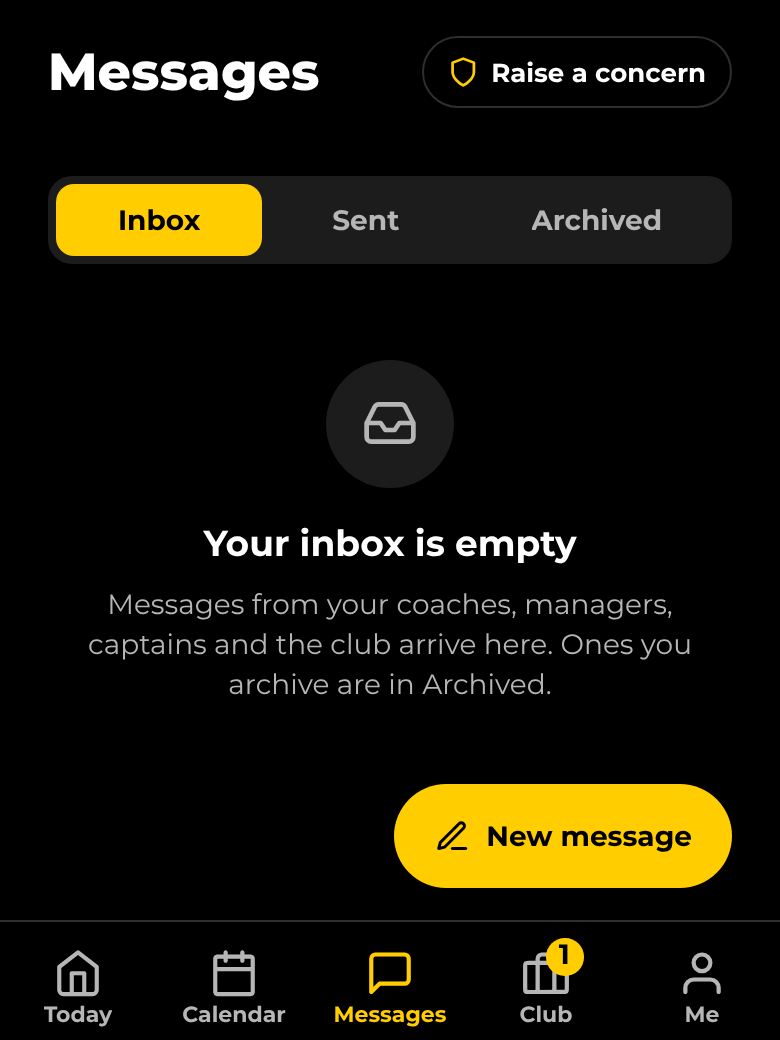 Messages
Raise a concern
Inbox
Sent
Archived
Your inbox is empty
Messages from your coaches, managers,
captains and the club arrive here. Ones you
archive are in Archived.
New message
1
Today
Calendar
Messages
Club
Me